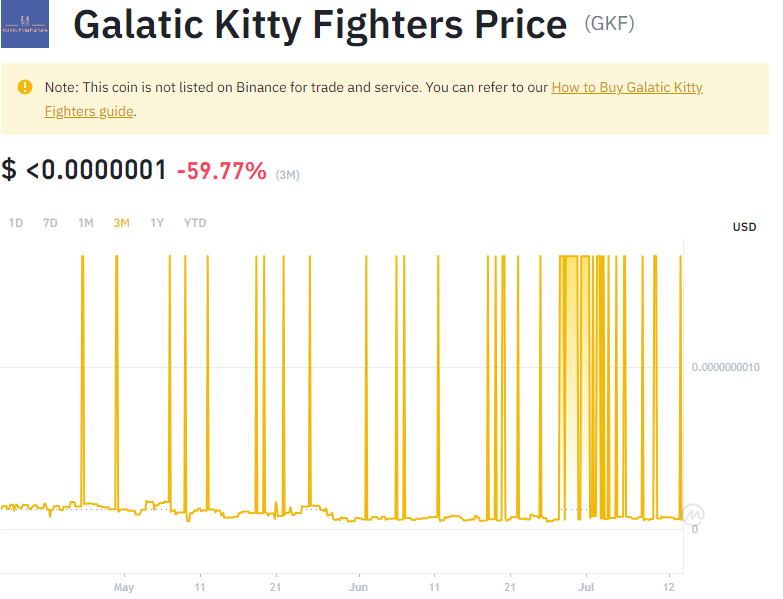 Galatic Kitty Fighters Price (GKF)
Note: This coin is not listed on Binance for trade and service. You can refer to our How to Buy Galatic Kitty
Fighters guide.
$ <0.0000001 -59.77% (3M)
1D 7D 1M 3M 1Y YTD
USD
0.0000000010
0
May 11 21 Jun 11 21 Jul 12